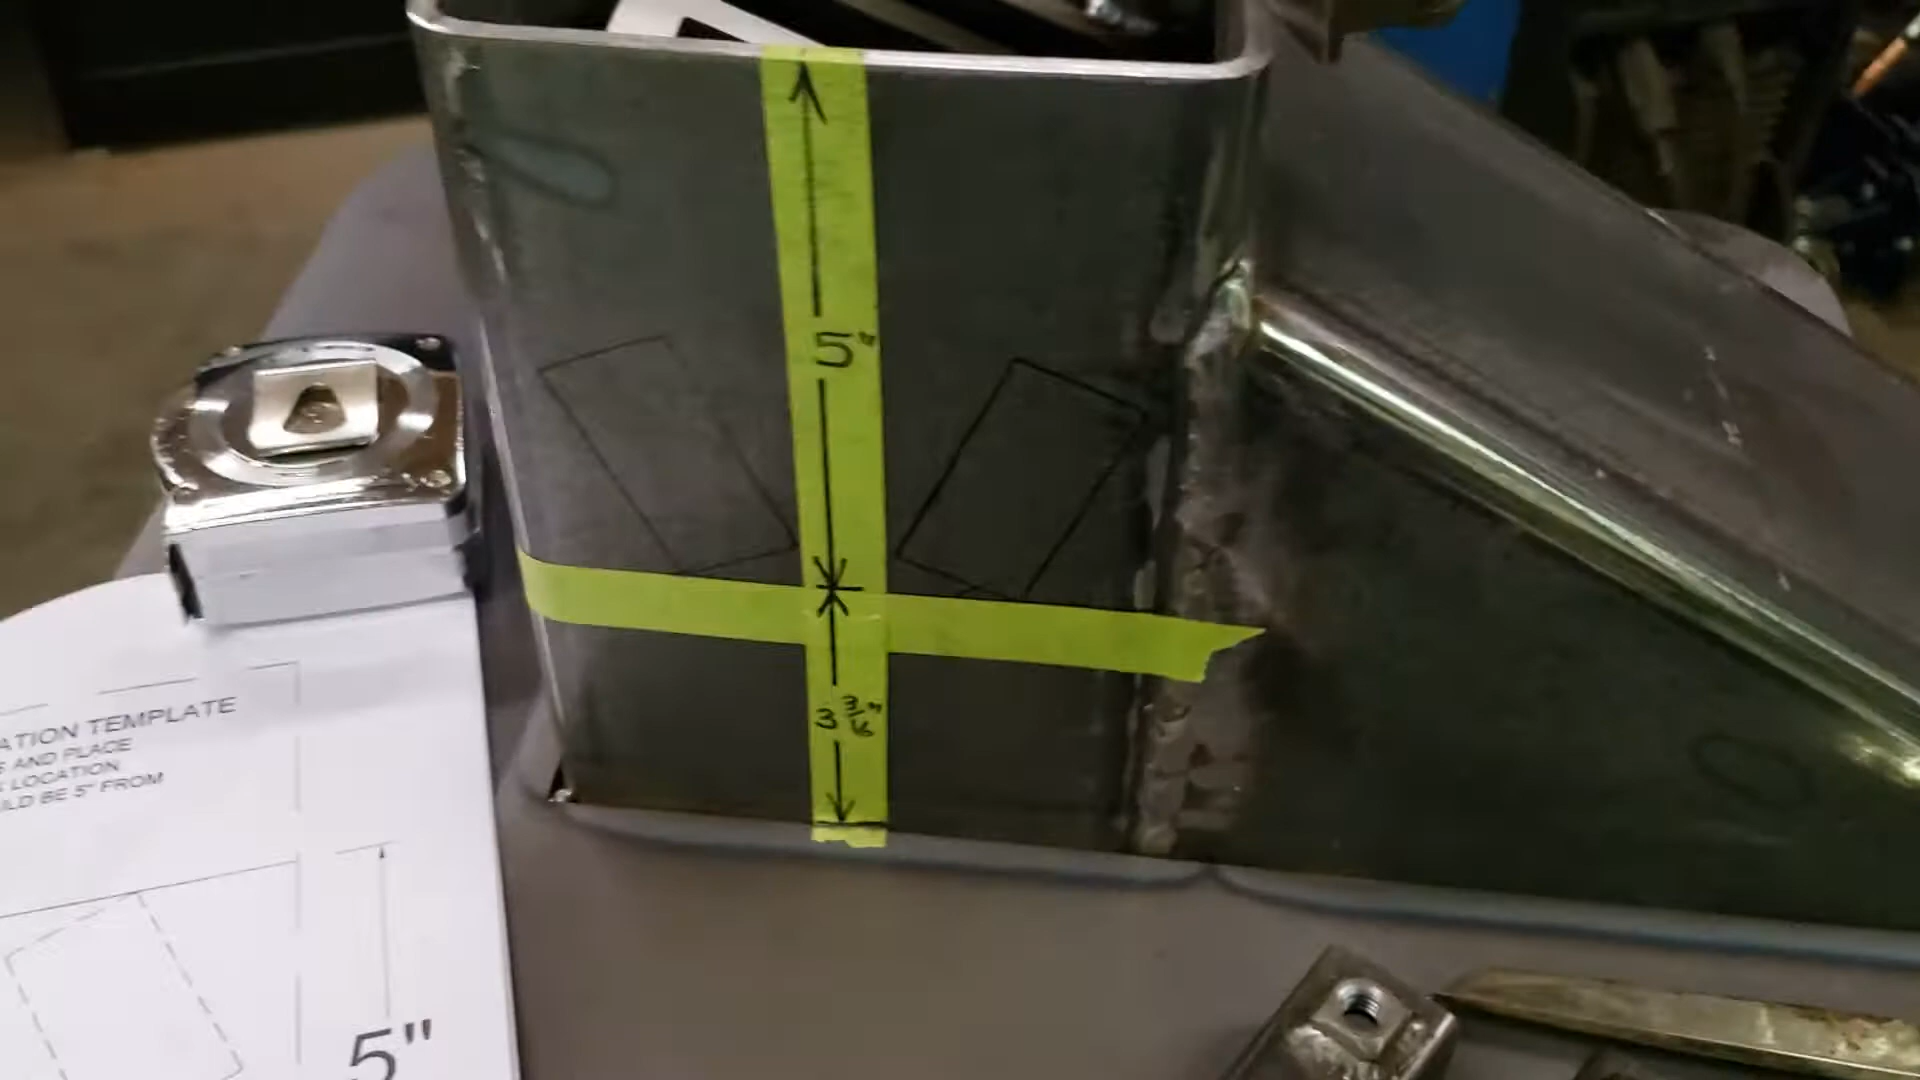 5"
3 3/16"
ATION TEMPLATE
AND PLACE
LOCATION
ULD BE 5" FROM
5"